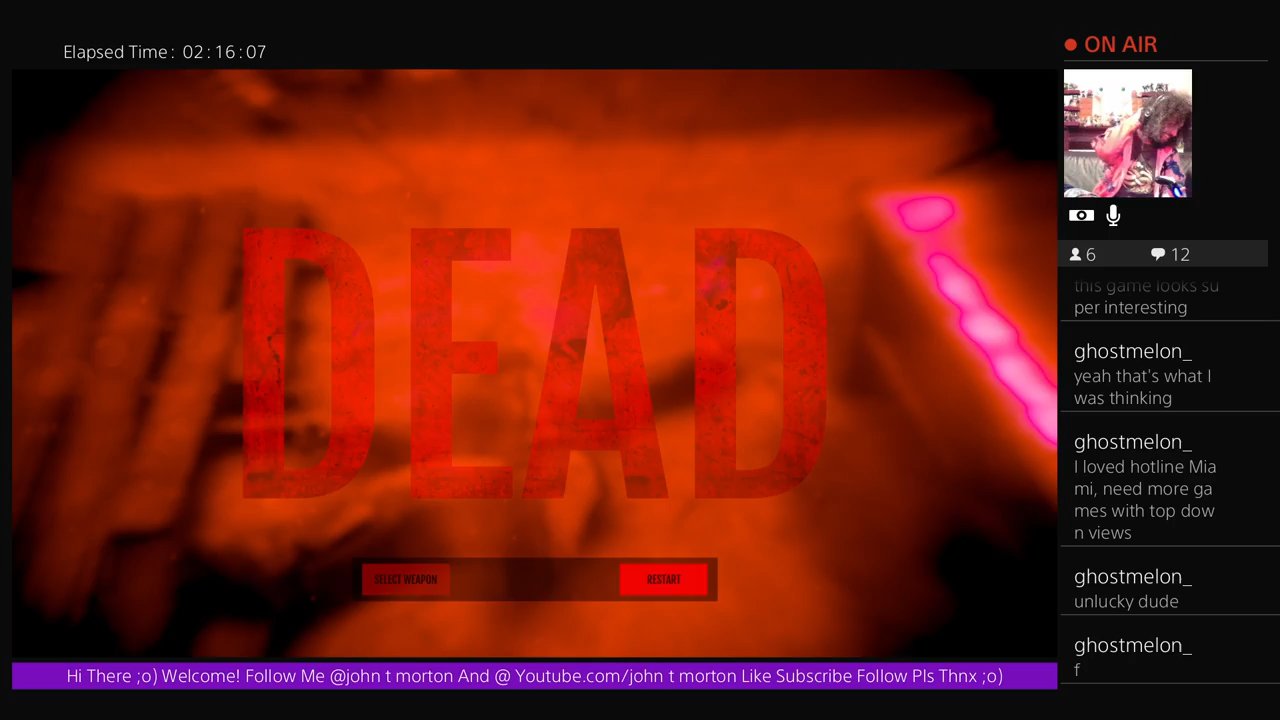 Elapsed Time: 02:16:07
ON AIR
6 12
this game looks su
per interesting
ghostmelon_
yeah that's what I
was thinking
ghostmelon_
I loved hotline Mia
mi, need more ga
mes with top dow
n views
ghostmelon_
unlucky dude
ghostmelon_
f
DEAD
SELECT WEAPON RESTART
Hi There ;o) Welcome! Follow Me @john t morton And @ Youtube.com/john t morton Like Subscribe Follow Pls Thnx ;o)